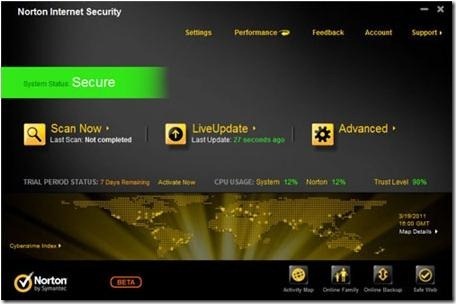 Norton Internet Security
Settings Performance Feedback Account Support
System Status: Secure
Scan Now
Last Scan: Not completed
LiveUpdate
Last Update: 27 seconds ago
Advanced
TRIAL PERIOD STATUS: 7 Days Remaining Activate Now CPU USAGE: System 12% Norton 12% Trust Level 90%
3/19/2011
16:00 GMT
Map Details
Cybercrime Index
Norton
by Symantec
BETA
Activity Map Online Family Online Backup Safe Web